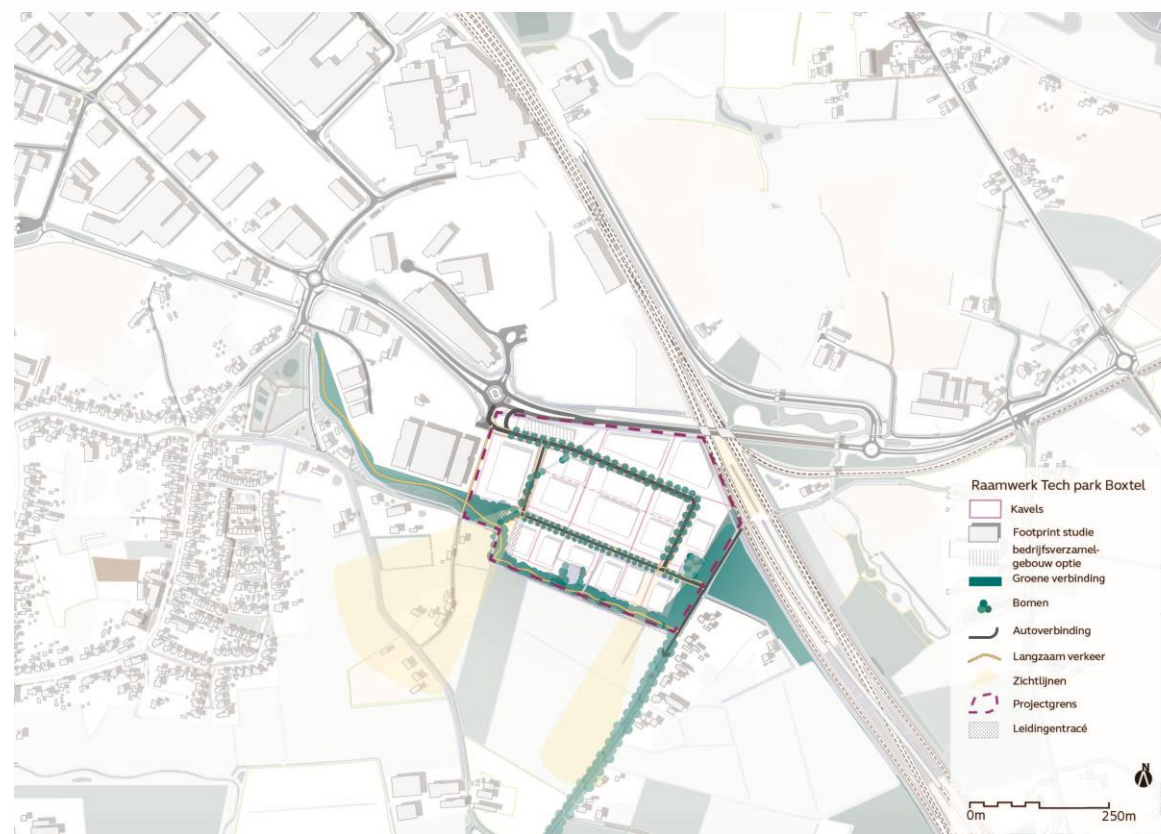 Raamwerk Tech park Boxtel
Kavels
Footprint studie
bedrijfsverzamel-
gebouw optie
Groene verbinding
Bomen
Autoverbinding
Langzaam verkeer
Zichtlijnen
Projectgrens
Leidingentracé
N
0m
250m